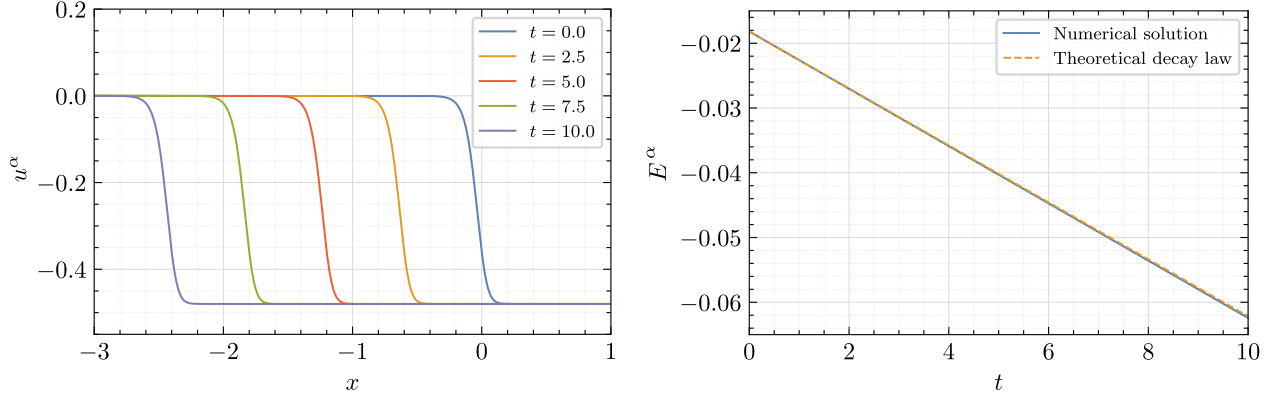 0.2
0.0
−0.2
−0.4
u^α
−3
−2
−1
0
1
x
t = 0.0
t = 2.5
t = 5.0
t = 7.5
t = 10.0
−0.02
−0.03
−0.04
−0.05
−0.06
E^α
0
2
4
6
8
10
t
Numerical solution
Theoretical decay law